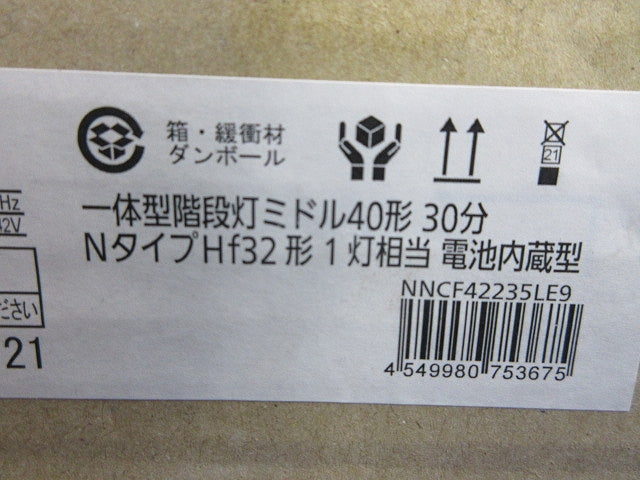 箱・緩衝材
ダンボール
21
Hz
42V
一体型階段灯ミドル40形 30分
NタイプHf32形1灯相当 電池内蔵型
ださい
21
NNCF42235LE9
4 549980 753675